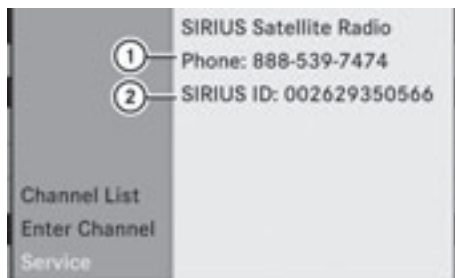 SIRIUS Satellite Radio
1 Phone: 888-539-7474
2 SIRIUS ID: 002629350566
Channel List
Enter Channel
Service